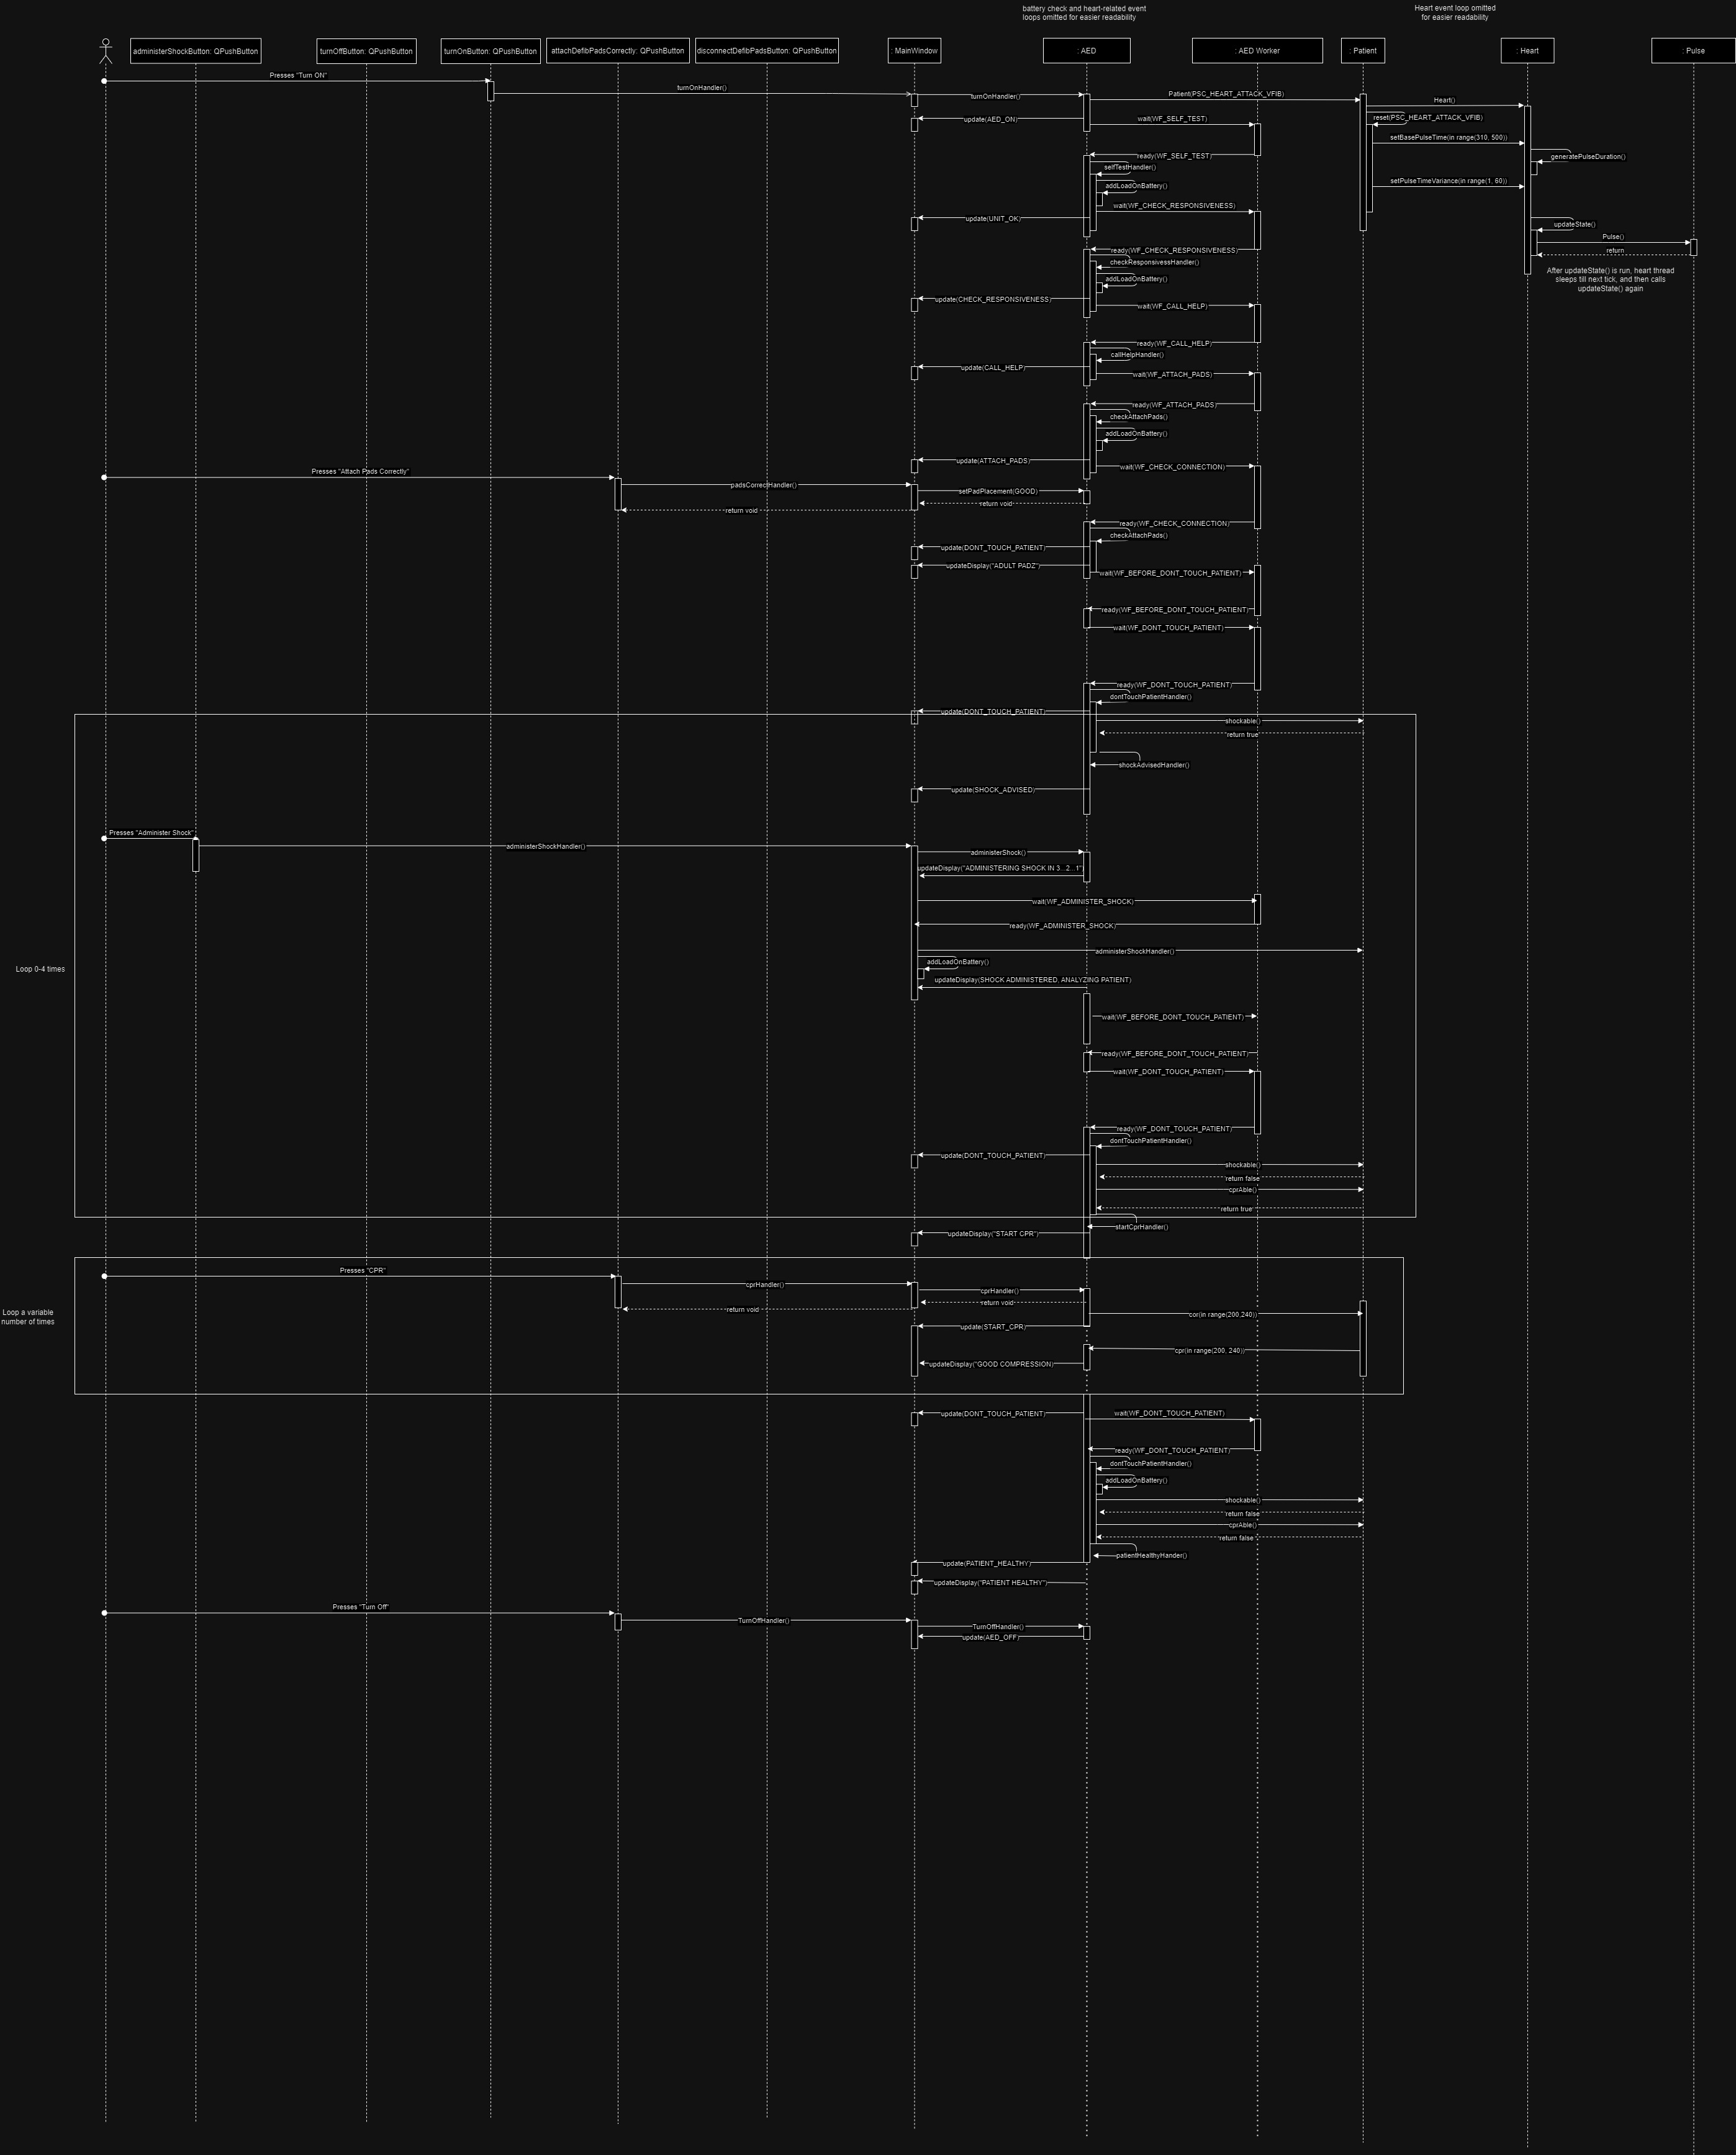 battery check and heart-related event
loops omitted for easier readability
Heart event loop omitted
for easier readability
administerShockButton: QPushButton
turnOffButton: QPushButton
turnOnButton: QPushButton
attachDefibPadsCorrectly: QPushButton
disconnectDefibPadsButton: QPushButton
: MainWindow
: AED
: AED Worker
: Patient
: Heart
: Pulse
Presses "Turn ON"
turnOnHandler()
turnOnHandler()
Patient(PSC_HEART_ATTACK_VFIB)
Heart()
reset(PSC_HEART_ATTACK_VFIB)
update(AED_ON)
wait(WF_SELF_TEST)
setBasePulseTime(in range(310, 500))
ready(WF_SELF_TEST)
generatePulseDuration()
selfTestHandler()
setPulseTimeVariance(in range(1, 60))
addLoadOnBattery()
wait(WF_CHECK_RESPONSIVENESS)
update(UNIT_OK)
updateState()
Pulse()
ready(WF_CHECK_RESPONSIVENESS)
return
checkResponsivessHandler()
After updateState() is run, heart thread
sleeps till next tick, and then calls
updateState() again
addLoadOnBattery()
update(CHECK_RESPONSIVENESS)
wait(WF_CALL_HELP)
ready(WF_CALL_HELP)
callHelpHandler()
update(CALL_HELP)
wait(WF_ATTACH_PADS)
ready(WF_ATTACH_PADS)
checkAttachPads()
addLoadOnBattery()
update(ATTACH_PADS)
wait(WF_CHECK_CONNECTION)
Presses "Attach Pads Correctly"
padsCorrectHandler()
setPadPlacement(GOOD)
return void
return void
ready(WF_CHECK_CONNECTION)
checkAttachPads()
update(DONT_TOUCH_PATIENT)
updateDisplay("ADULT PADZ")
wait(WF_BEFORE_DONT_TOUCH_PATIENT)
ready(WF_BEFORE_DONT_TOUCH_PATIENT)
wait(WF_DONT_TOUCH_PATIENT)
ready(WF_DONT_TOUCH_PATIENT)
dontTouchPatientHandler()
update(DONT_TOUCH_PATIENT)
shockable()
return true
shockAdvisedHandler()
update(SHOCK_ADVISED)
Presses "Administer Shock"
administerShockHandler()
administerShock()
updateDisplay("ADMINISTERING SHOCK IN 3...2...1")
wait(WF_ADMINISTER_SHOCK)
ready(WF_ADMINISTER_SHOCK)
administerShockHandler()
addLoadOnBattery()
Loop 0-4 times
updateDisplay(SHOCK ADMINISTERED, ANALYZING PATIENT)
wait(WF_BEFORE_DONT_TOUCH_PATIENT)
ready(WF_BEFORE_DONT_TOUCH_PATIENT)
wait(WF_DONT_TOUCH_PATIENT)
ready(WF_DONT_TOUCH_PATIENT)
dontTouchPatientHandler()
update(DONT_TOUCH_PATIENT)
shockable()
return false
cprAble()
return true
startCprHandler()
updateDisplay("START CPR")
Presses "CPR"
cprHandler()
cprHandler()
return void
return void
Loop a variable
number of times
cor(in range(200,240))
update(START_CPR)
cpr(in range(200, 240))
updateDisplay("GOOD COMPRESSION)
update(DONT_TOUCH_PATIENT)
wait(WF_DONT_TOUCH_PATIENT)
ready(WF_DONT_TOUCH_PATIENT)
dontTouchPatientHandler()
addLoadOnBattery()
shockable()
return false
cprAble()
return false
patientHealthyHander()
update(PATIENT_HEALTHY)
updateDisplay("PATIENT HEALTHY")
Presses "Turn Off"
TurnOffHandler()
TurnOffHandler()
update(AED_OFF)